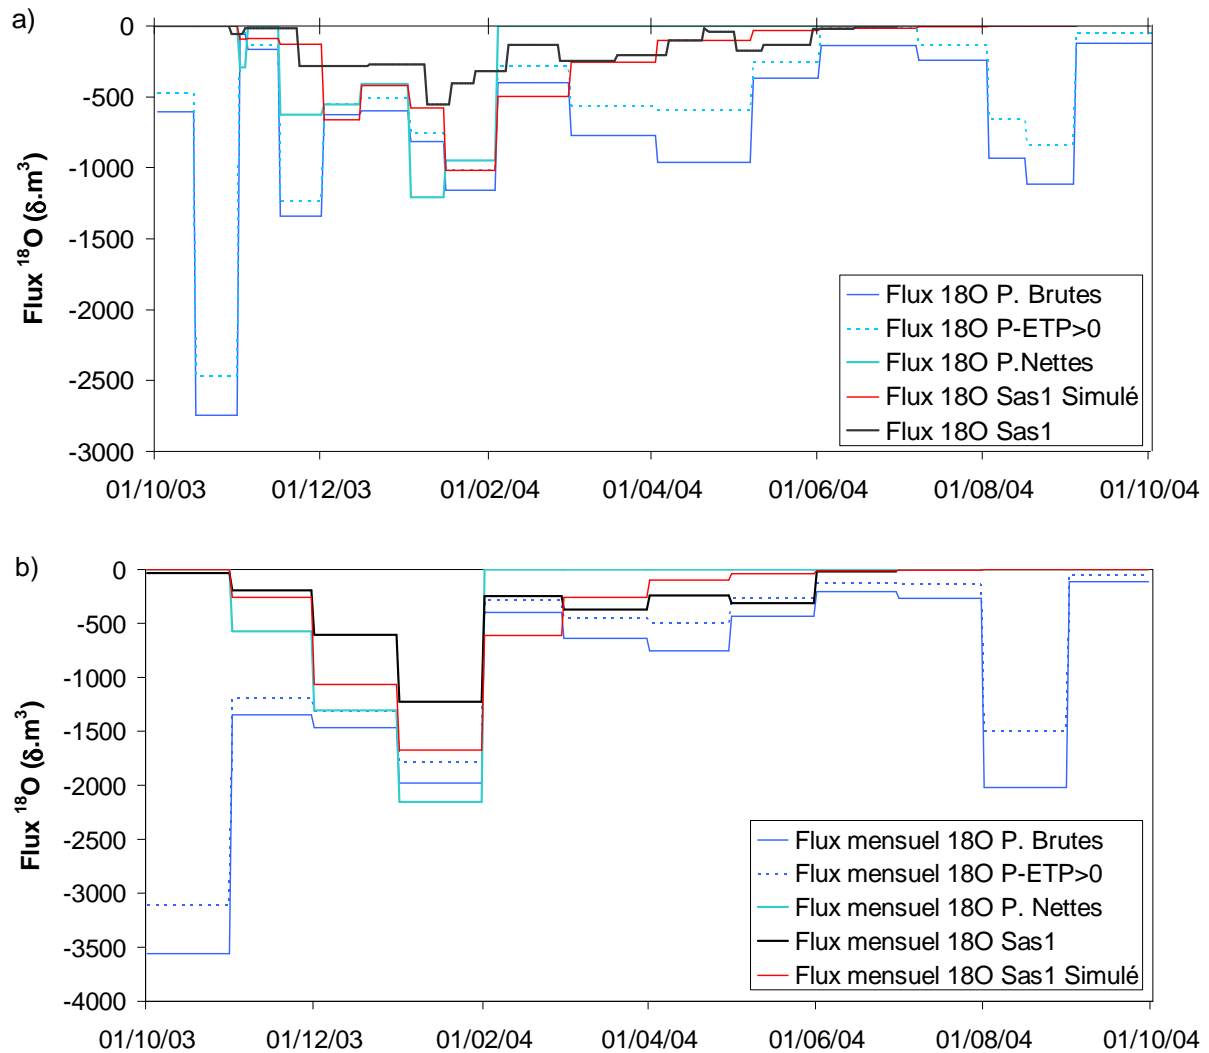 a)
Flux ¹⁸O (δ.m³)
0
-500
-1000
-1500
-2000
-2500
-3000
01/10/03 01/12/03 01/02/04 01/04/04 01/06/04 01/08/04 01/10/04
Flux 18O P. Brutes
Flux 18O P-ETP>0
Flux 18O P.Nettes
Flux 18O Sas1 Simulé
Flux 18O Sas1
b)
Flux ¹⁸O (δ.m³)
0
-500
-1000
-1500
-2000
-2500
-3000
-3500
-4000
01/10/03 01/12/03 01/02/04 01/04/04 01/06/04 01/08/04 01/10/04
Flux mensuel 18O P. Brutes
Flux mensuel 18O P-ETP>0
Flux mensuel 18O P. Nettes
Flux mensuel 18O Sas1
Flux mensuel 18O Sas1 Simulé